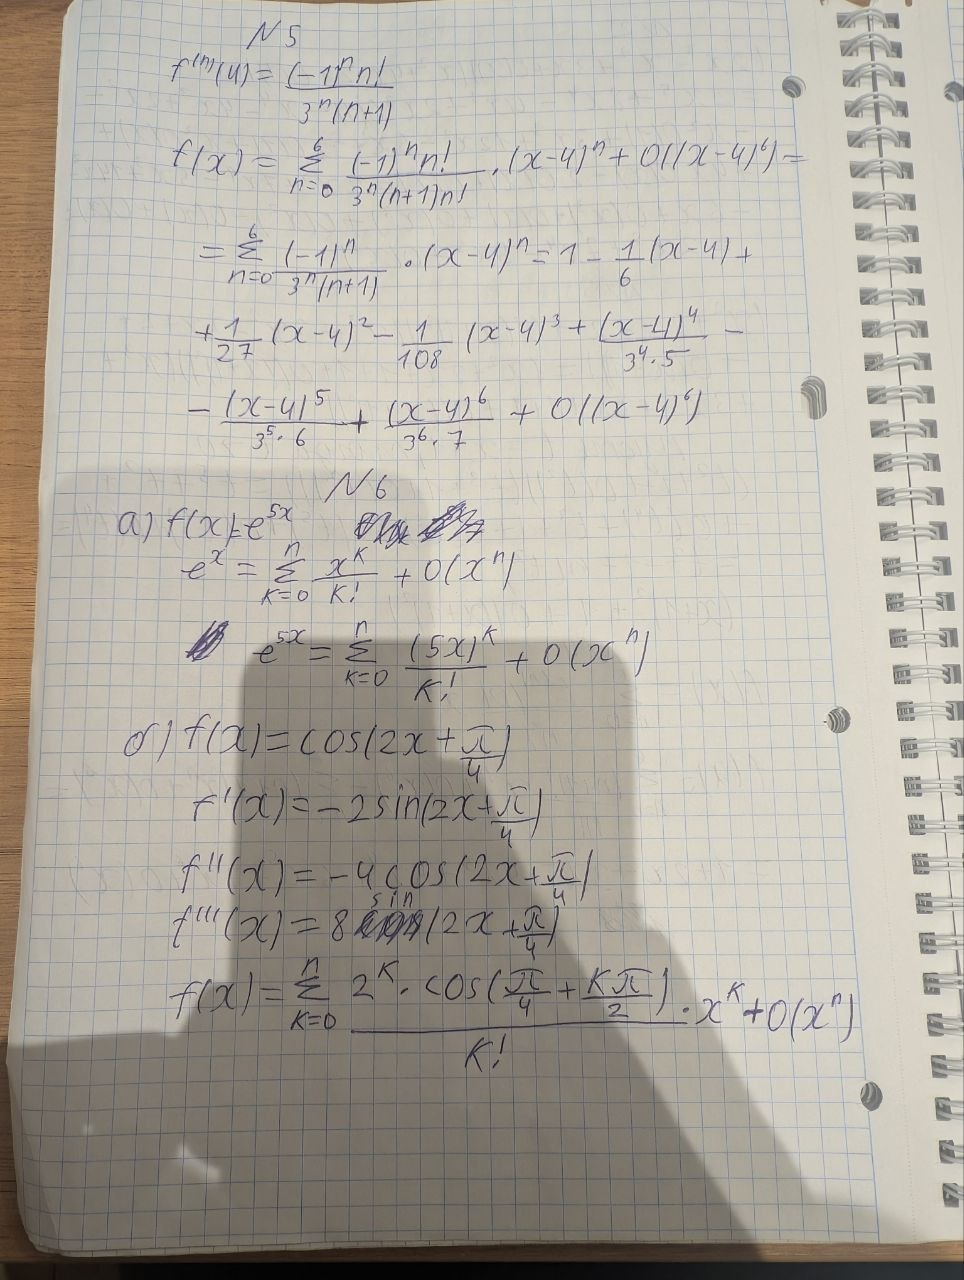 N5
f⁽ⁿ⁾(4) = (-1)ⁿ n! / 3ⁿ(n+1)
f(x) = Σ_{n=0}^{6} (-1)ⁿ n! / 3ⁿ(n+1)n! · (x-4)ⁿ + O((x-4)⁶) =
= Σ_{n=0}^{6} (-1)ⁿ / 3ⁿ(n+1) · (x-4)ⁿ = 1 - 1/6 (x-4) +
+ 1/27 (x-4)² - 1/108 (x-4)³ + (x-4)⁴ / 3⁴·5 -
- (x-4)⁵ / 3⁵·6 + (x-4)⁶ / 3⁶·7 + O((x-4)⁶)
N6
а) f(x) = e^{5x}
e^x = Σ_{k=0}^{n} x^k / k! + O(xⁿ)
e^{5x} = Σ_{k=0}^{n} (5x)^k / k! + O(xⁿ)
б) f(x) = cos(2x + π/4)
f'(x) = -2sin(2x + π/4)
f''(x) = -4cos(2x + π/4)
f'''(x) = 8 sin (2x + π/4)
f(x) = Σ_{k=0}^{n} 2^k · cos(π/4 + kπ/2) / k! · x^k + O(xⁿ)